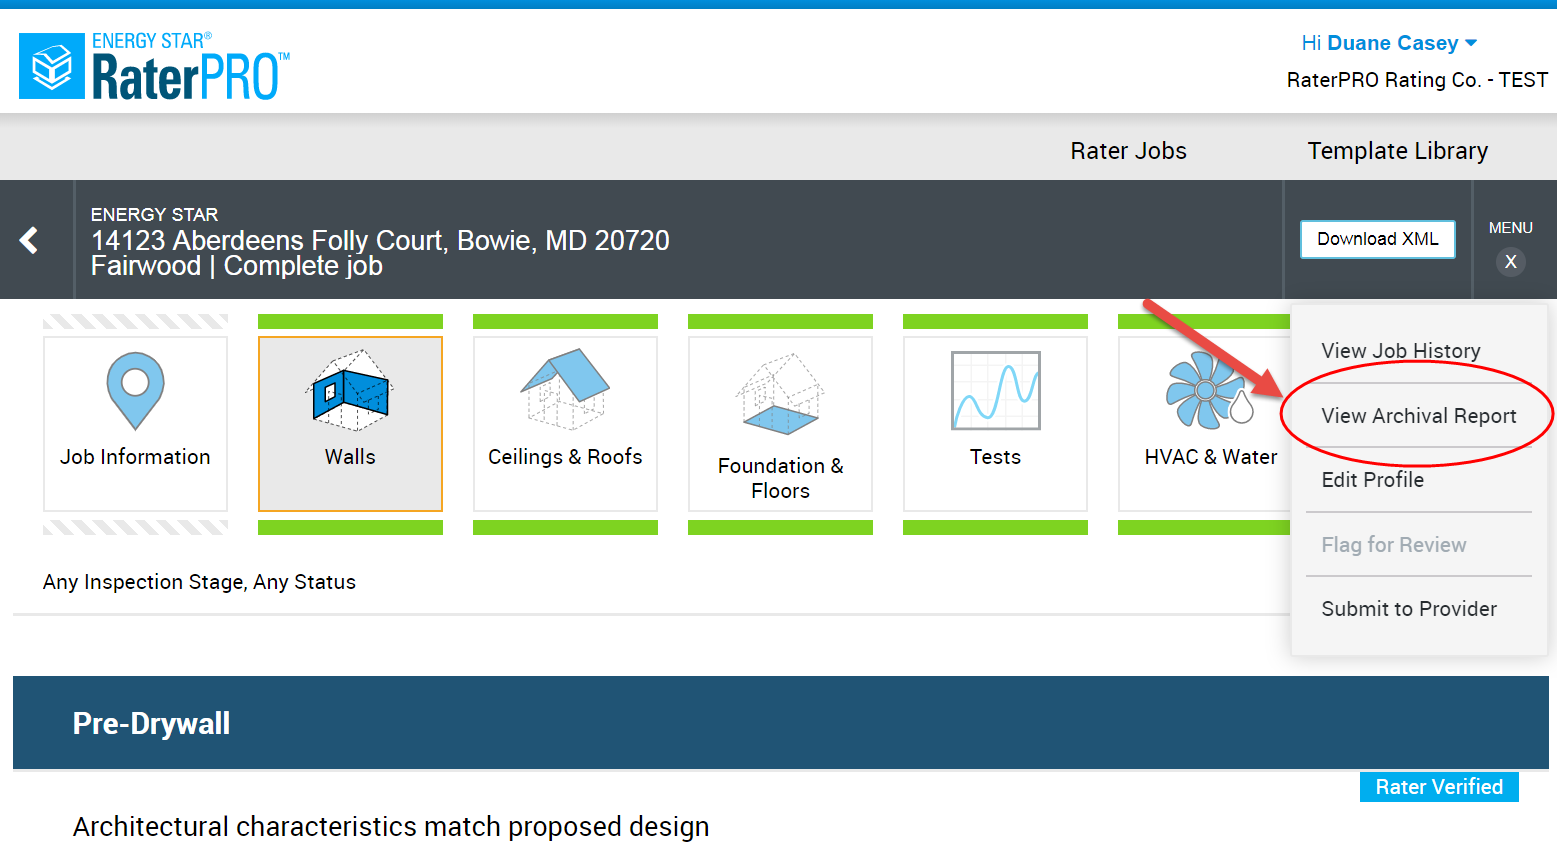 ENERGY STAR®
RaterPRO™
Hi Duane Casey
RaterPRO Rating Co. - TEST
Rater Jobs
Template Library
ENERGY STAR
14123 Aberdeens Folly Court, Bowie, MD 20720
Fairwood | Complete job
Download XML
MENU
X
Job Information
Walls
Ceilings & Roofs
Foundation &
Floors
Tests
HVAC & Water
View Job History
View Archival Report
Edit Profile
Flag for Review
Submit to Provider
Any Inspection Stage, Any Status
Pre-Drywall
Rater Verified
Architectural characteristics match proposed design